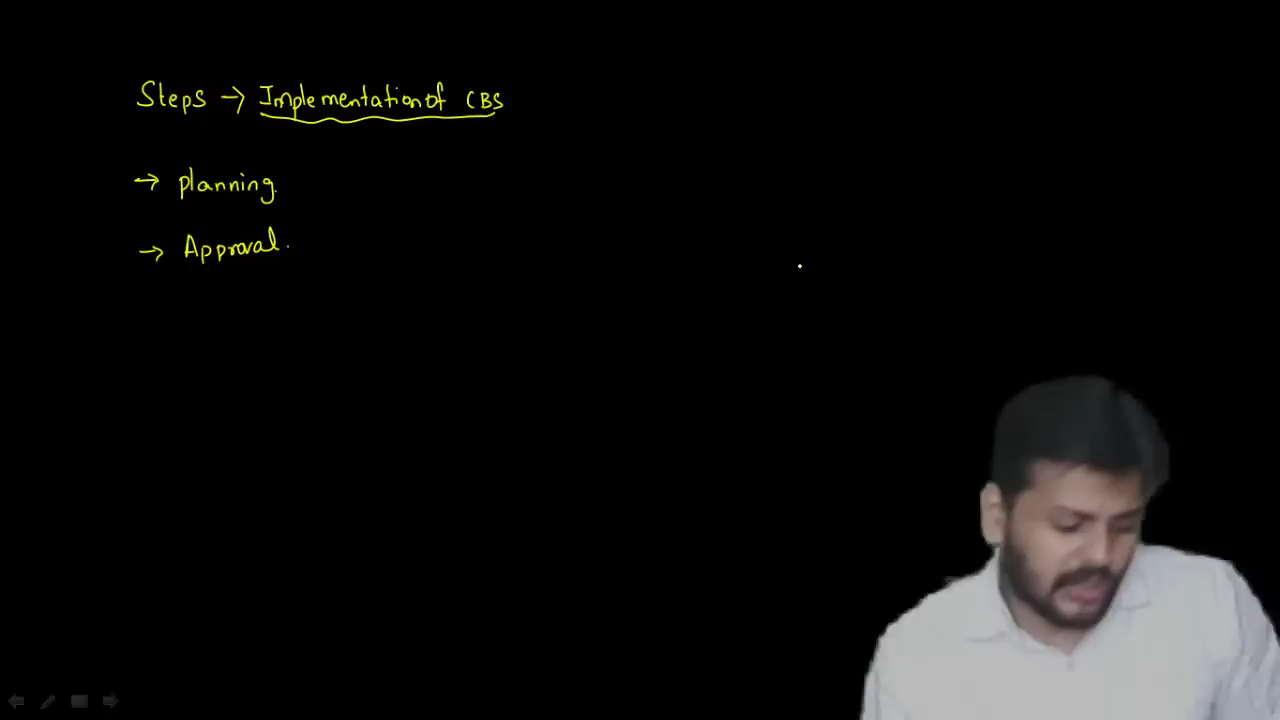 Steps → Implementation of CBS
→ planning.
→ Approval.